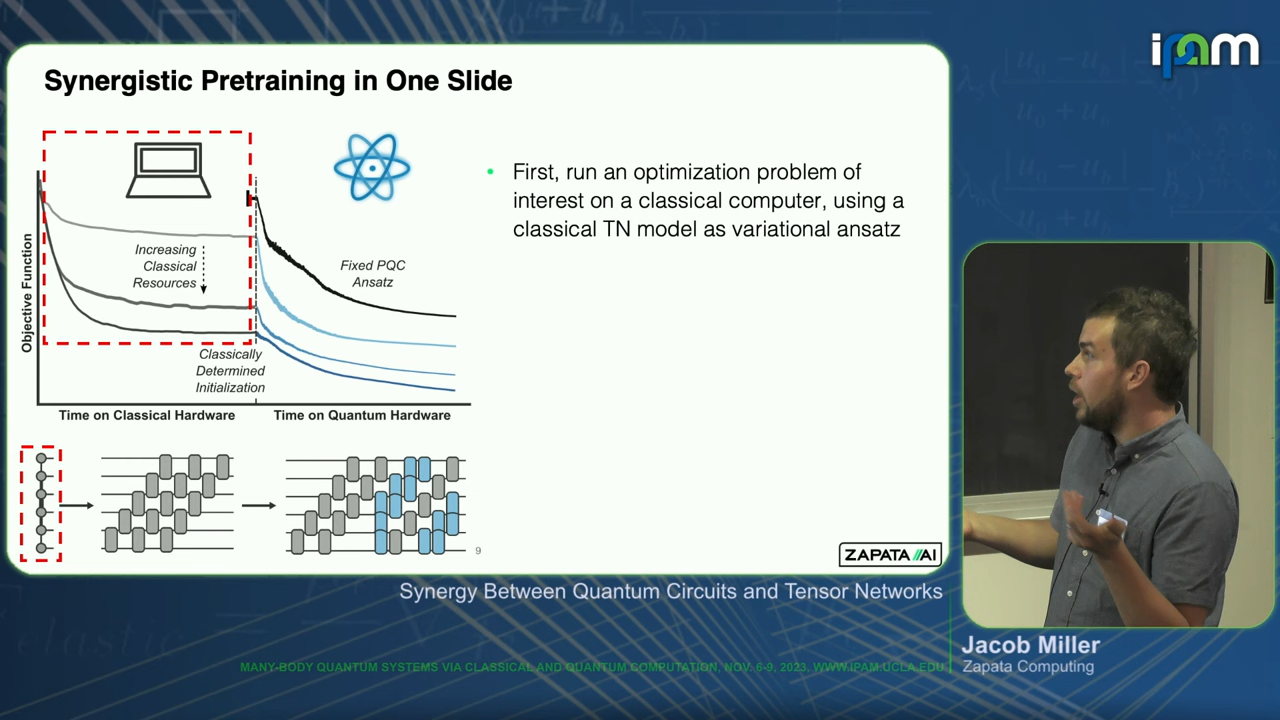 ipam
Synergistic Pretraining in One Slide
Increasing
Classical
Resources
Fixed PQC
Ansatz
Objective Function
Classically
Determined
Initialization
Time on Classical Hardware
Time on Quantum Hardware
• First, run an optimization problem of
interest on a classical computer, using a
classical TN model as variational ansatz
9
ZAPATA //AI
Synergy Between Quantum Circuits and Tensor Networks
Jacob Miller
Zapata Computing
MANY-BODY QUANTUM SYSTEMS VIA CLASSICAL AND QUANTUM COMPUTATION, NOV. 6-9, 2023, WWW.IPAM.UCLA.EDU
elastic